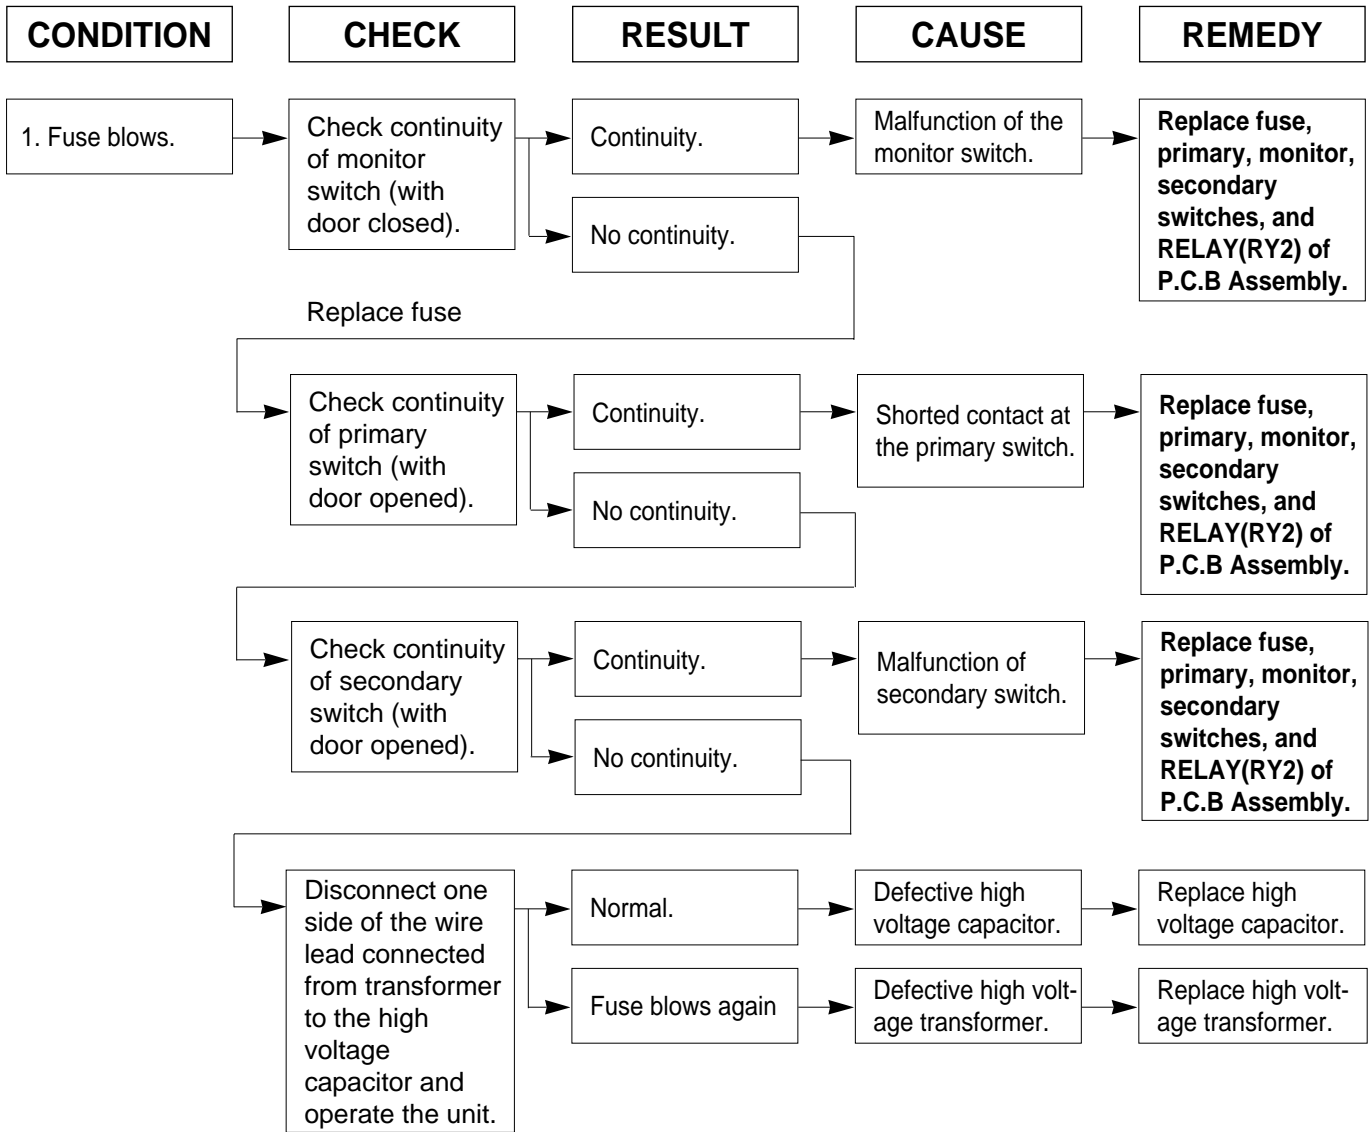 CONDITION
CHECK
RESULT
CAUSE
REMEDY
1. Fuse blows.
Check continuity
of monitor
switch (with
door closed).
Continuity.
Malfunction of the
monitor switch.
Replace fuse,
primary, monitor,
secondary
switches, and
RELAY(RY2) of
P.C.B Assembly.
No continuity.
Replace fuse
Check continuity
of primary
switch (with
door opened).
Continuity.
Shorted contact at
the primary switch.
Replace fuse,
primary, monitor,
secondary
switches, and
RELAY(RY2) of
P.C.B Assembly.
No continuity.
Check continuity
of secondary
switch (with
door opened).
Continuity.
Malfunction of
secondary switch.
Replace fuse,
primary, monitor,
secondary
switches, and
RELAY(RY2) of
P.C.B Assembly.
No continuity.
Disconnect one
side of the wire
lead connected
from transformer
to the high
voltage
capacitor and
operate the unit.
Normal.
Defective high
voltage capacitor.
Replace high
voltage capacitor.
Fuse blows again
Defective high volt-
age transformer.
Replace high volt-
age transformer.